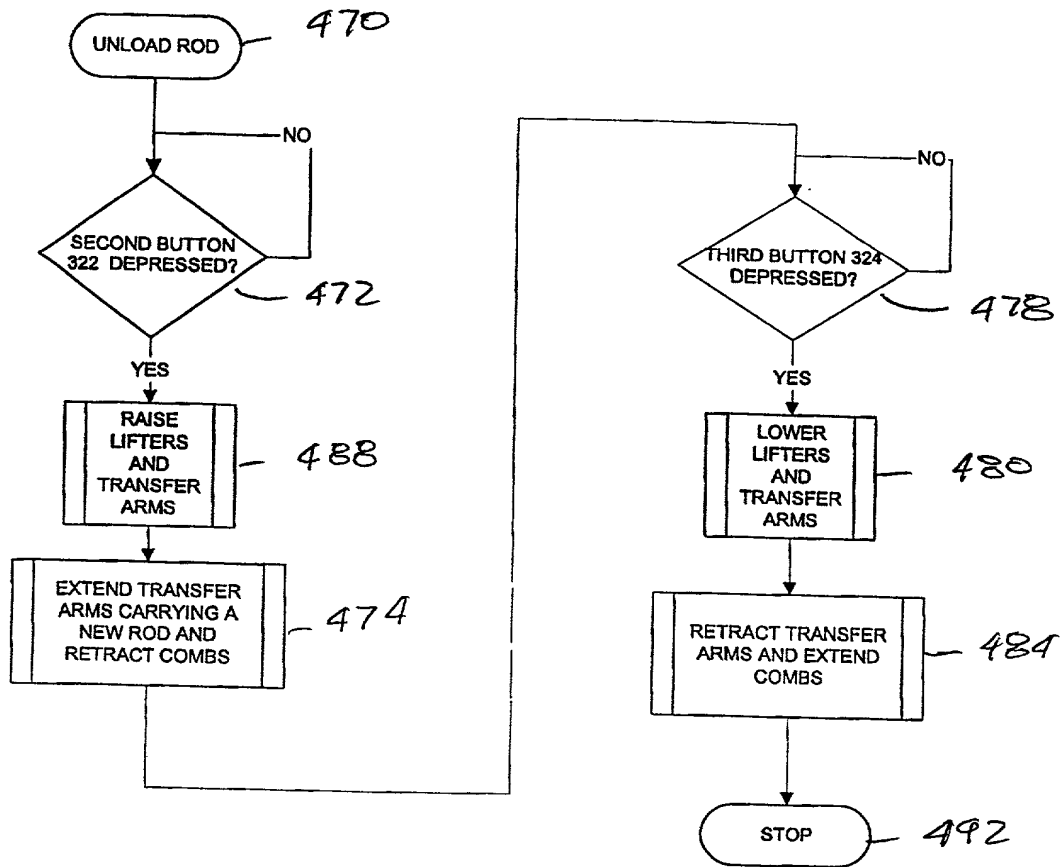 UNLOAD ROD
470
NO
SECOND BUTTON
322 DEPRESSED?
472
YES
RAISE
LIFTERS
AND
TRANSFER
ARMS
488
EXTEND TRANSFER
ARMS CARRYING A
NEW ROD AND
RETRACT COMBS
474
NO
THIRD BUTTON 324
DEPRESSED?
478
YES
LOWER
LIFTERS
AND
TRANSFER
ARMS
480
RETRACT TRANSFER
ARMS AND EXTEND
COMBS
484
STOP
492